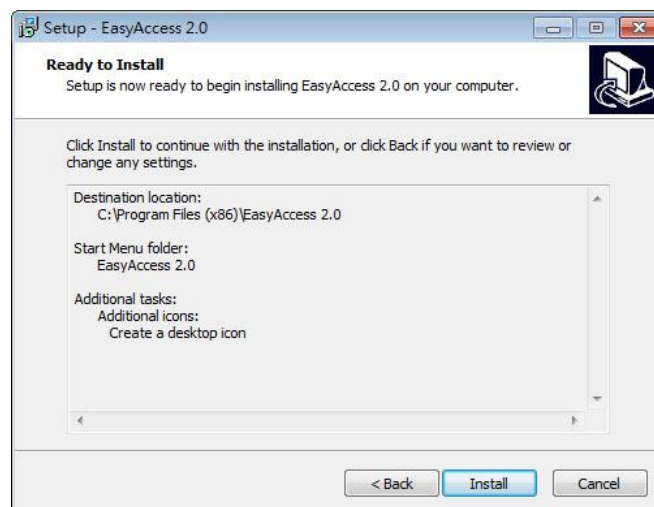 Setup - EasyAccess 2.0
Ready to Install
Setup is now ready to begin installing EasyAccess 2.0 on your computer.
Click Install to continue with the installation, or click Back if you want to review or
change any settings.
Destination location:
C:\Program Files (x86)\EasyAccess 2.0
Start Menu folder:
EasyAccess 2.0
Additional tasks:
Additional icons:
Create a desktop icon
< Back
Install
Cancel